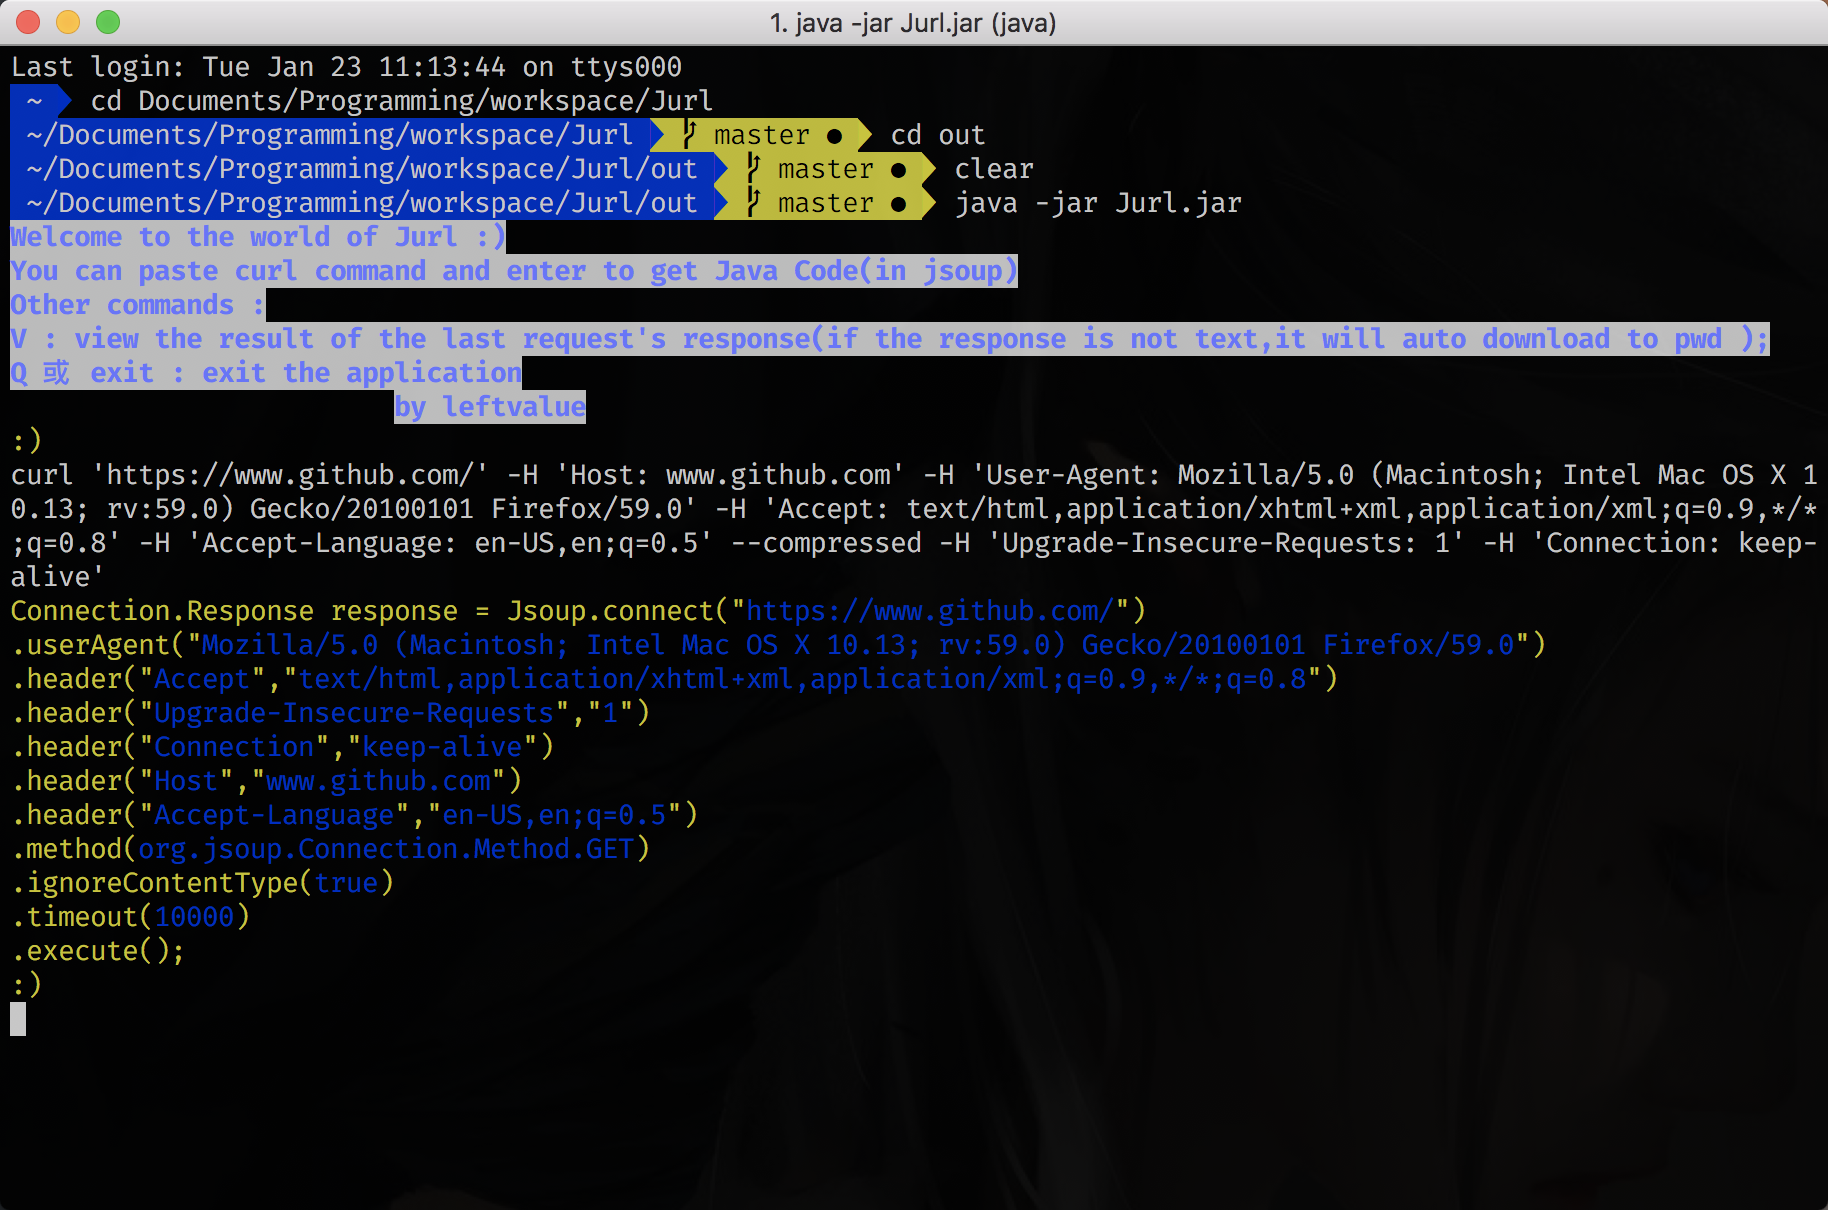 1. java -jar Jurl.jar (java)
Last login: Tue Jan 23 11:13:44 on ttys000
~ cd Documents/Programming/workspace/Jurl
~/Documents/Programming/workspace/Jurl master ● cd out
~/Documents/Programming/workspace/Jurl/out master ● clear
~/Documents/Programming/workspace/Jurl/out master ● java -jar Jurl.jar
Welcome to the world of Jurl :)
You can paste curl command and enter to get Java Code(in jsoup)
Other commands :
V : view the result of the last request's response(if the response is not text,it will auto download to pwd );
Q 或 exit : exit the application
by leftvalue
:)
curl 'https://www.github.com/' -H 'Host: www.github.com' -H 'User-Agent: Mozilla/5.0 (Macintosh; Intel Mac OS X 1
0.13; rv:59.0) Gecko/20100101 Firefox/59.0' -H 'Accept: text/html,application/xhtml+xml,application/xml;q=0.9,*/*
;q=0.8' -H 'Accept-Language: en-US,en;q=0.5' --compressed -H 'Upgrade-Insecure-Requests: 1' -H 'Connection: keep-
alive'
Connection.Response response = Jsoup.connect("https://www.github.com/")
.userAgent("Mozilla/5.0 (Macintosh; Intel Mac OS X 10.13; rv:59.0) Gecko/20100101 Firefox/59.0")
.header("Accept","text/html,application/xhtml+xml,application/xml;q=0.9,*/*;q=0.8")
.header("Upgrade-Insecure-Requests","1")
.header("Connection","keep-alive")
.header("Host","www.github.com")
.header("Accept-Language","en-US,en;q=0.5")
.method(org.jsoup.Connection.Method.GET)
.ignoreContentType(true)
.timeout(10000)
.execute();
:)